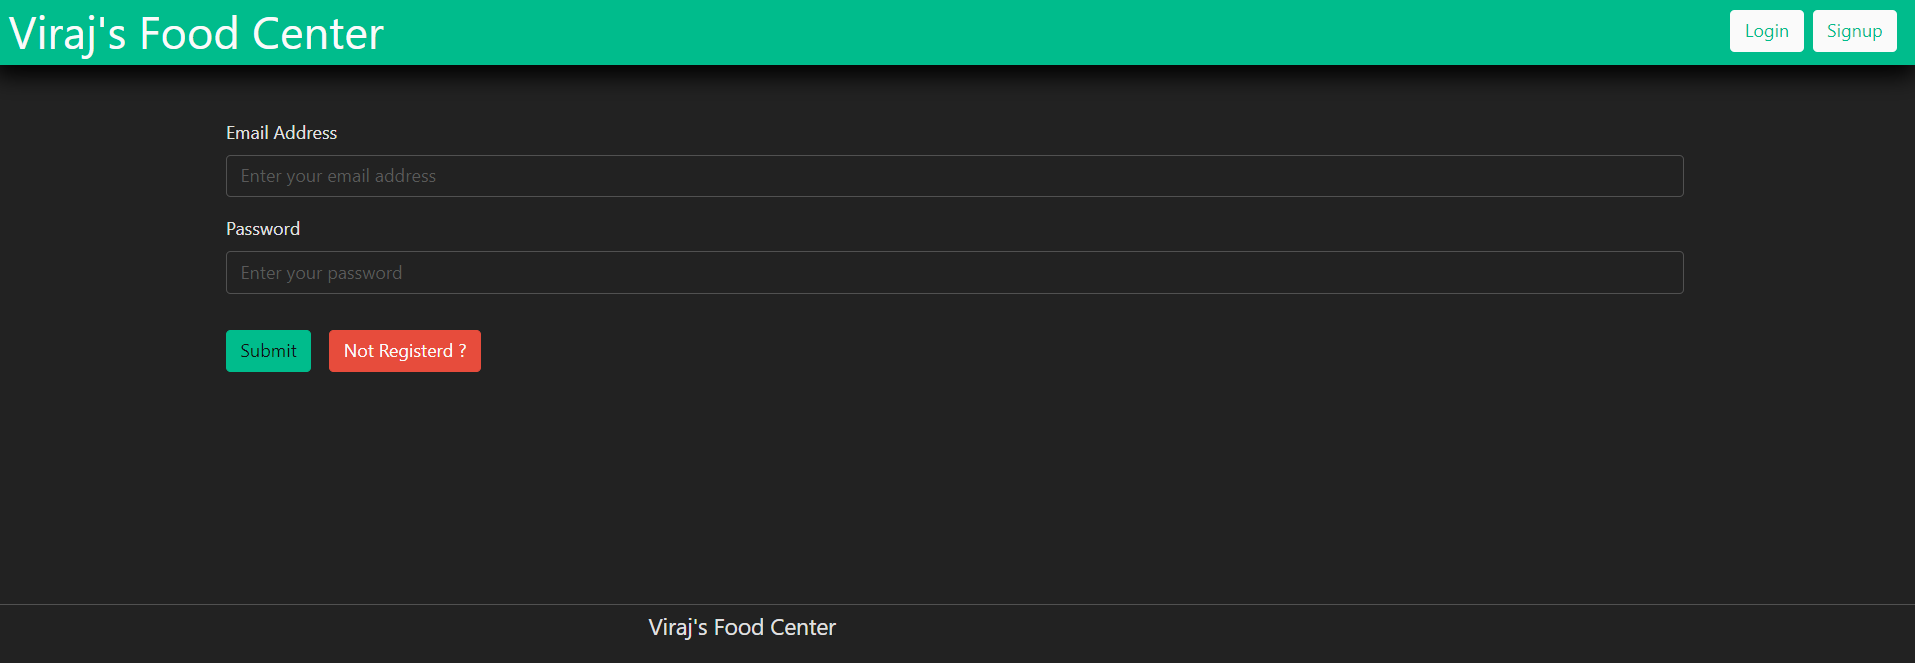 Viraj's Food Center
Login Signup
Email Address
Enter your email address
Password
Enter your password
Submit Not Registerd ?
Viraj's Food Center